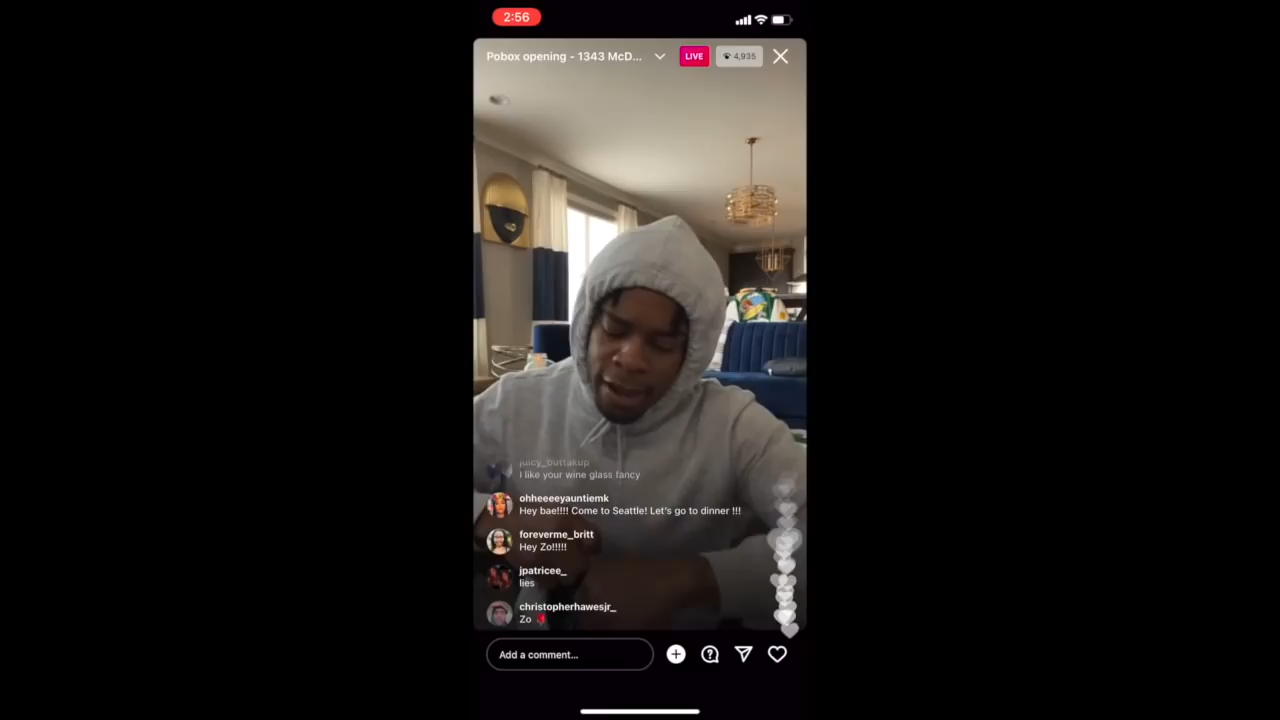 2:56
Pobox opening - 1343 McD...
LIVE
4,935
juicy_buttakup
I like your wine glass fancy
ohheeeeyauntiemk
Hey bae!!!! Come to Seattle! Let's go to dinner !!!
foreverme_britt
Hey Zo!!!!!
jpatricee_
lies
christopherhawesjr_
Zo 🌹
Add a comment...